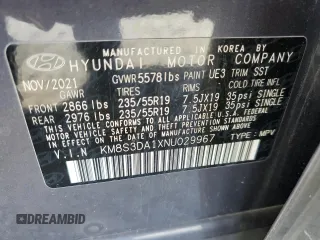 MANUFACTURED IN KOREA BY
HYUNDAI MOTOR COMPANY
NOV/2021 GVWR 5578 lbs PAINT UE3 TRIM SST
GAWR TIRES RIMS COLD TIRE PRESSURE
FRONT 2866 lbs 235/55R19 7.5JX19 35 psi SINGLE
REAR 2976 lbs 235/55R19 7.5JX19 35 psi SINGLE
V.I.N KM8S3DA1XNU029967 TYPE: MPV
DREAMBID